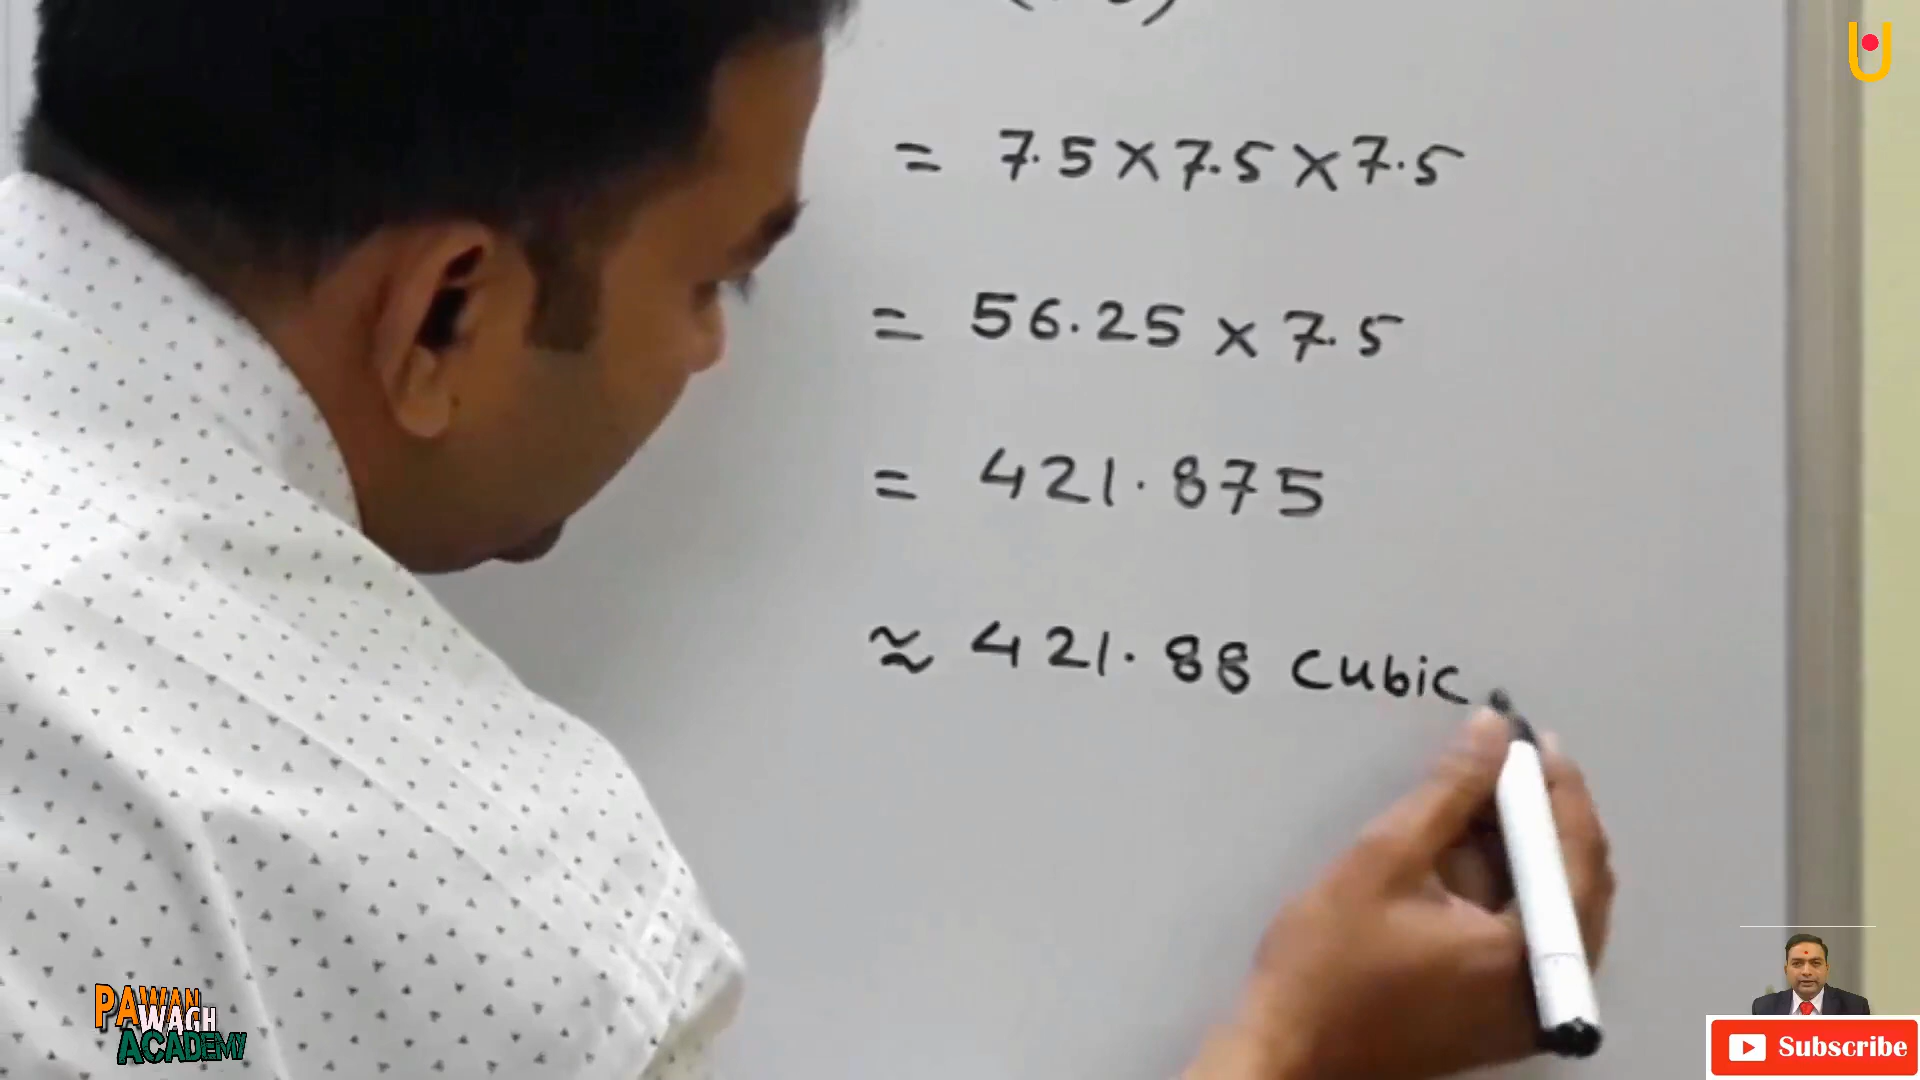 = 7.5 × 7.5 × 7.5
= 56.25 × 7.5
= 421.875
≈ 421.88 cubic
PAWAN
WAGH
ACADEMY
Subscribe